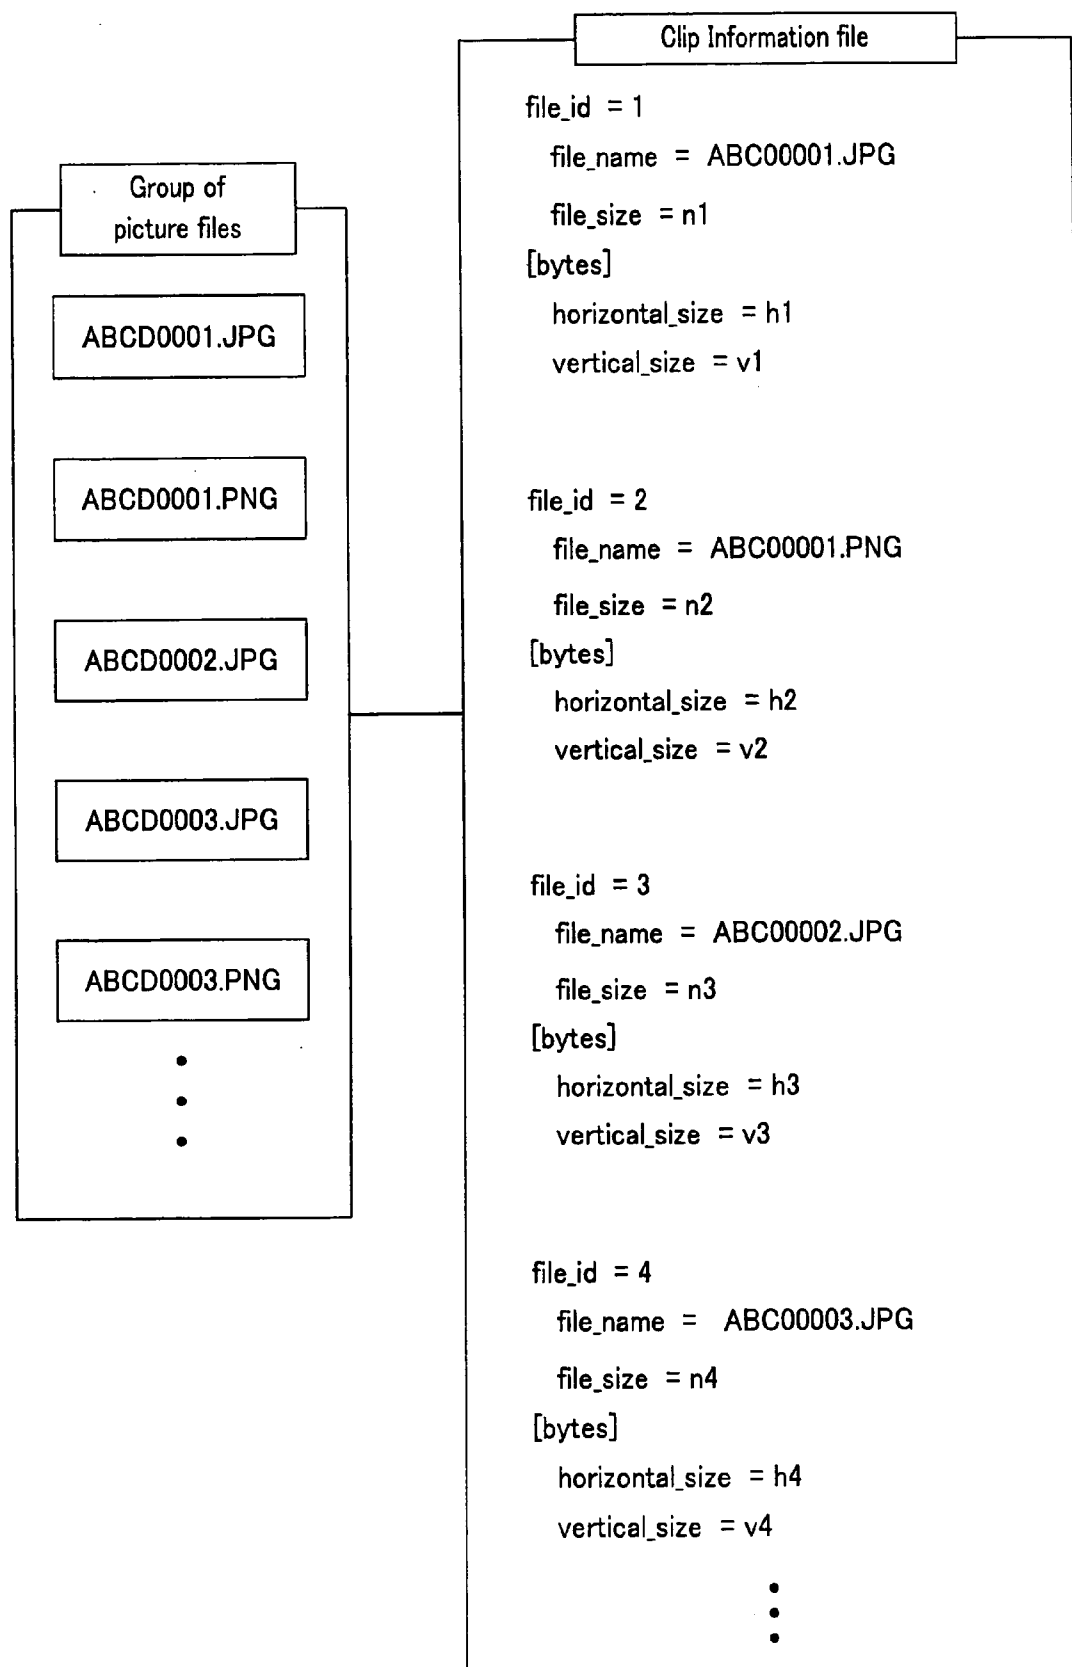 Group of
picture files
ABCD0001.JPG
ABCD0001.PNG
ABCD0002.JPG
ABCD0003.JPG
ABCD0003.PNG
Clip Information file
file_id = 1
file_name = ABC00001.JPG
file_size = n1
[bytes]
horizontal_size = h1
vertical_size = v1
file_id = 2
file_name = ABC00001.PNG
file_size = n2
[bytes]
horizontal_size = h2
vertical_size = v2
file_id = 3
file_name = ABC00002.JPG
file_size = n3
[bytes]
horizontal_size = h3
vertical_size = v3
file_id = 4
file_name = ABC00003.JPG
file_size = n4
[bytes]
horizontal_size = h4
vertical_size = v4